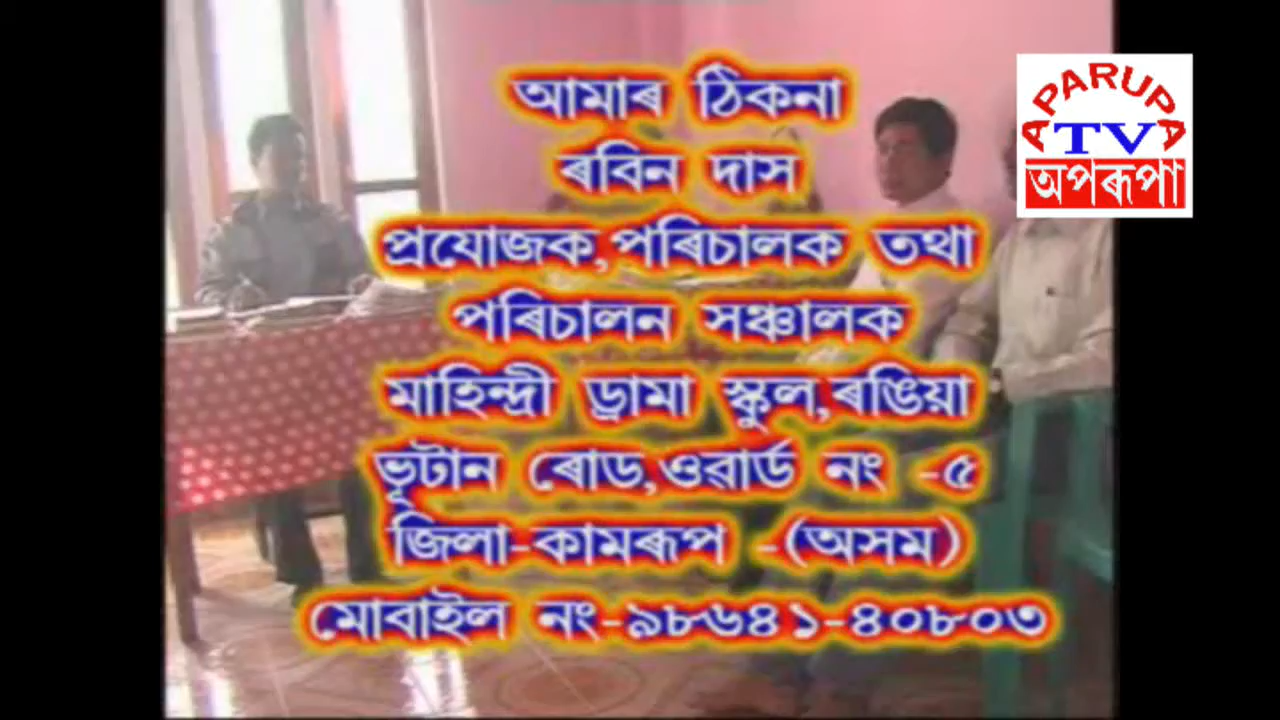 আমাৰ ঠিকনা
ৰবিন দাস
প্ৰযোজক,পৰিচালক তথা
পৰিচালন সঞ্চালক
মাহিন্দ্ৰী ড্ৰামা স্কুল,ৰঙিয়া
ভূটান ৰোড,ওৱাৰ্ড নং -৫
জিলা-কামৰূপ -(অসম)
মোবাইল নং-৯৮৬৪১-৪০৮০৩
APARUPA
TV
অপৰূপা